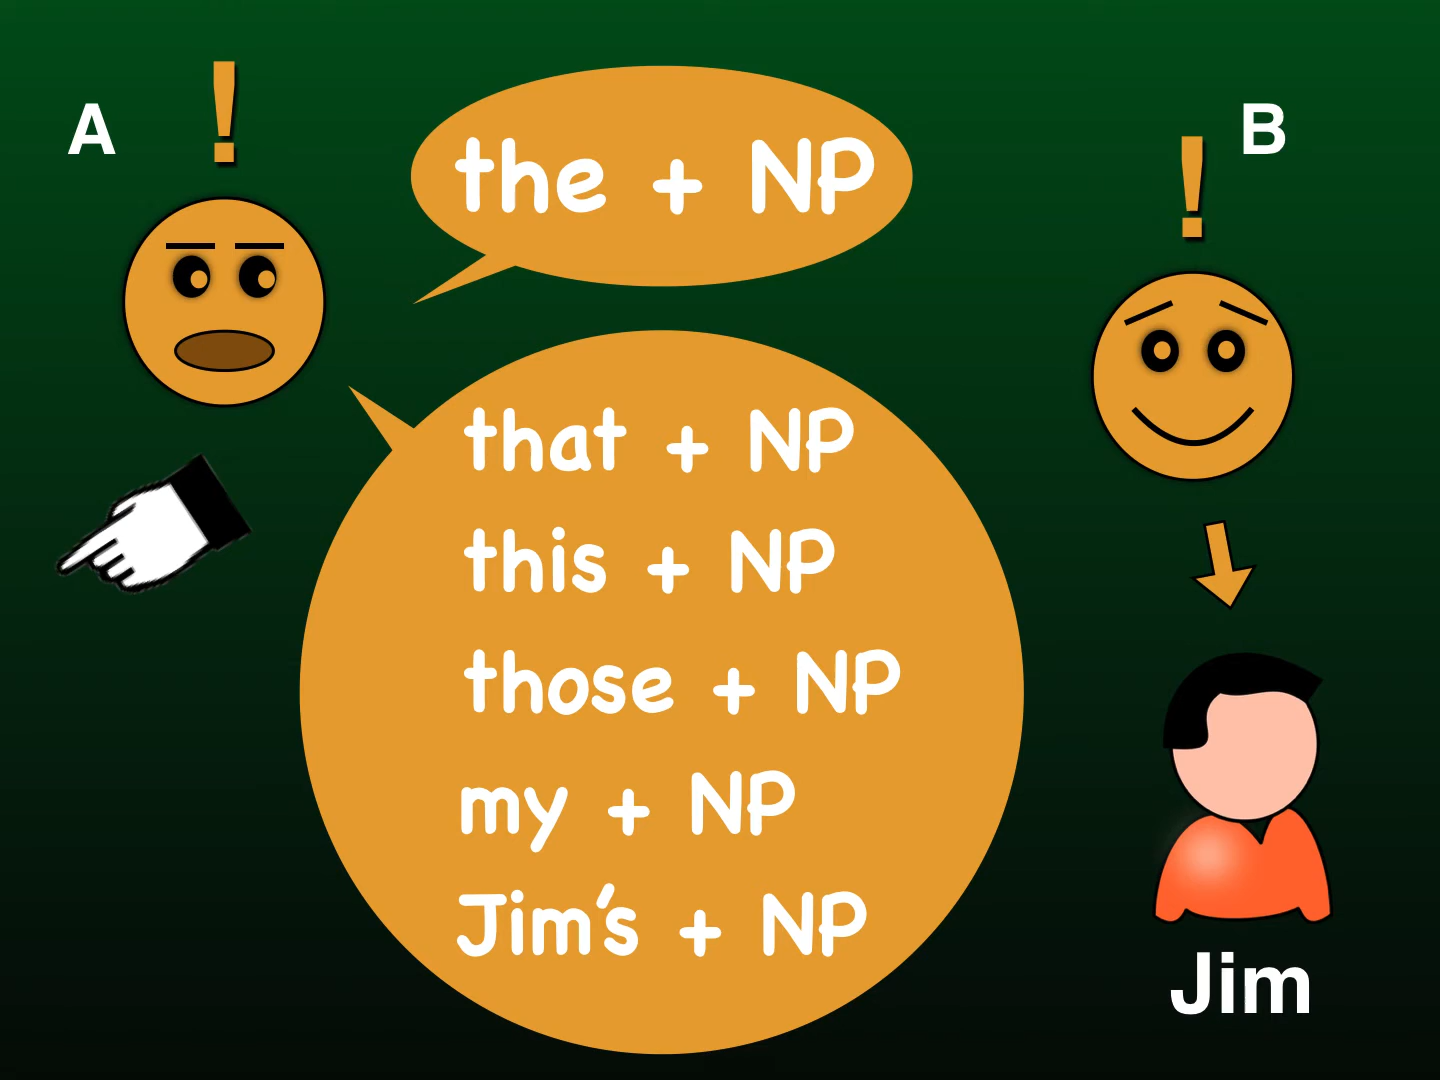 A
!
the + NP
!
B
that + NP
this + NP
those + NP
my + NP
Jim's + NP
Jim